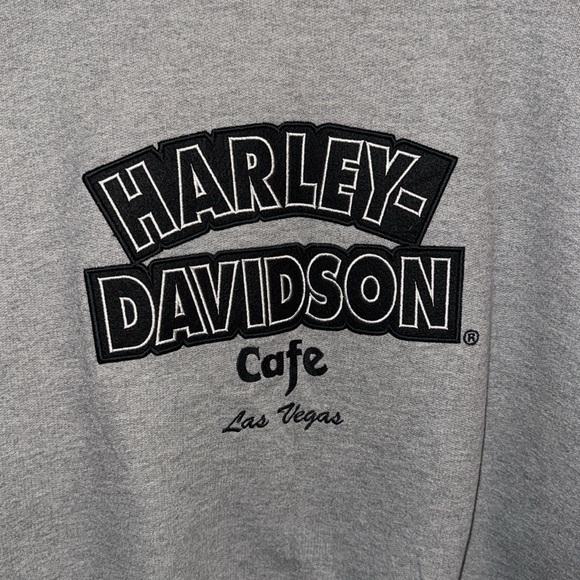 HARLEY-
DAVIDSON®
Cafe
Las Vegas